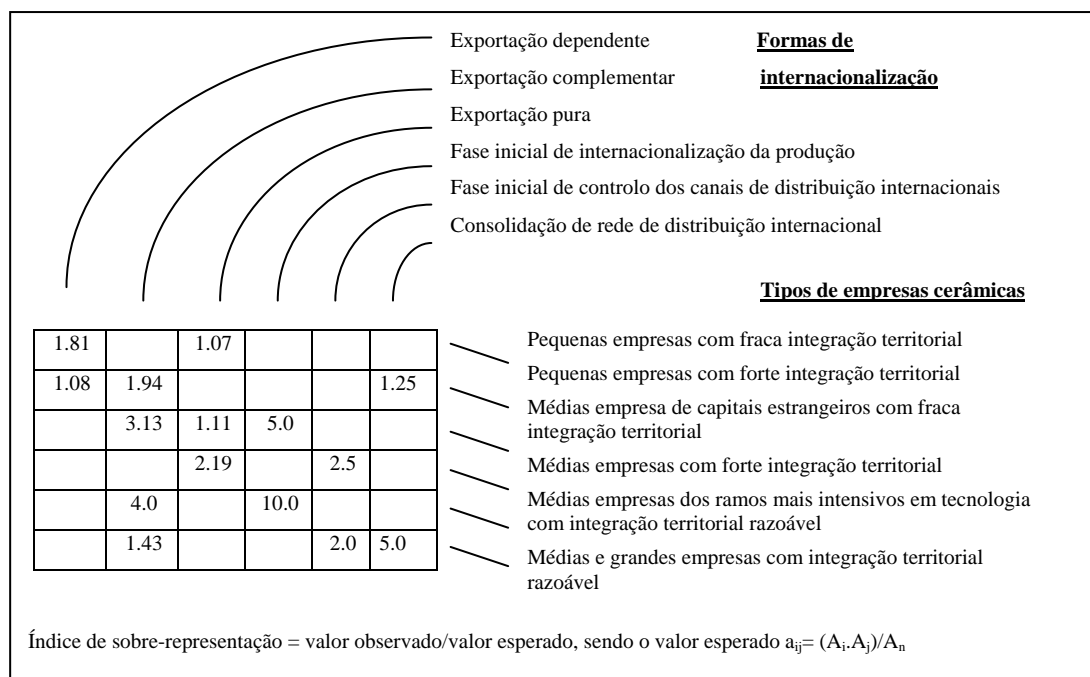 Exportação dependente Formas de
Exportação complementar internacionalização
Exportação pura
Fase inicial de internacionalização da produção
Fase inicial de controlo dos canais de distribuição internacionais
Consolidação de rede de distribuição internacional
Tipos de empresas cerâmicas
1.81 1.07 Pequenas empresas com fraca integração territorial
1.08 1.94 1.25 Pequenas empresas com forte integração territorial
3.13 1.11 5.0 Médias empresa de capitais estrangeiros com fraca
integração territorial
2.19 2.5 Médias empresas com forte integração territorial
4.0 10.0 Médias empresas dos ramos mais intensivos em tecnologia
com integração territorial razoável
1.43 2.0 5.0 Médias e grandes empresas com integração territorial
razoável
Índice de sobre-representação = valor observado/valor esperado, sendo o valor esperado aij= (Ai.Aj)/An